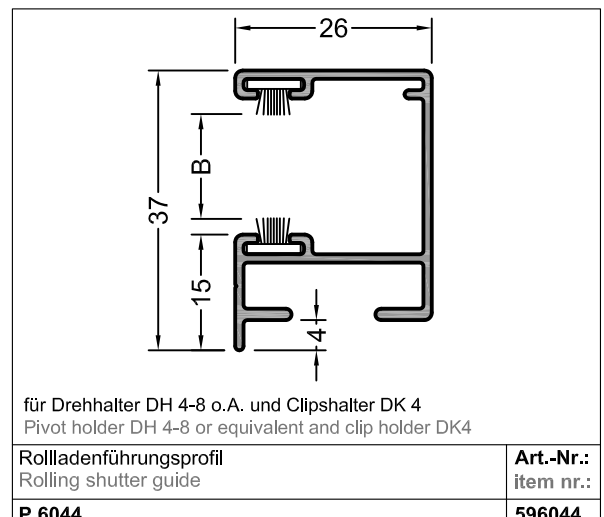 26
B
37
15
4
für Drehhalter DH 4-8 o.A. und Clipshalter DK 4
Pivot holder DH 4-8 or equivalent and clip holder DK4
Rollladenführungsprofil
Art.-Nr.:
Rolling shutter guide
item nr.:
P 6044
596044